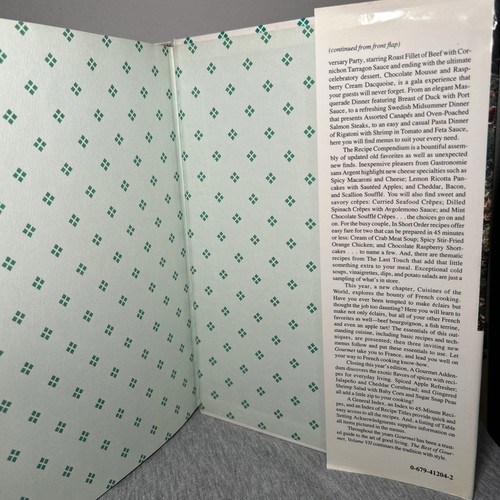 (continued from front flap)
versary Party, starring Roast Fillet of Beef with Cor-
nichon Tarragon Sauce and ending with the ultimate
celebratory dessert, Chocolate Mousse and Rasp-
berry Cream Dacquoise, is a gala experience that
your guests will never forget. From an elegant Mas-
querade Dinner featuring Breast of Duck with Port
Sauce, to a refreshing Swedish Midsummer Dinner
that presents Assorted Canapés and Oven-Poached
Salmon Steaks, to an easy and casual Pasta Dinner
of Rigatoni with Shrimp in Tomato and Feta Sauce,
here you will find menus to suit your every need.
The Recipe Compendium is a bountiful assem-
bly of updated old favorites as well as unexpected
new finds. Inexpensive pleasures from Gastronomie
sans Argent highlight new cheese specialties such as
Spicy Macaroni and Cheese; Lemon Ricotta Pan-
cakes with Sautéed Apples; and Cheddar, Bacon,
and Scallion Soufflé. You will also find sweet and
savory crêpes: Curried Seafood Crêpes; Dilled
Spinach Crêpes with Avgolemono Sauce; and Mint
Chocolate Soufflé Crêpes . . . the choices go on and
on. For the busy couple, In Short Order recipes offer
easy fare for two that can be prepared in 45 minutes
or less: Cream of Crab Meat Soup; Spicy Stir-Fried
Orange Chicken; and Chocolate Raspberry Short-
cakes . . . to name a few. And, there are thematic
recipes from The Last Touch that add that little
something extra to your meal. Exceptional cold
soups, vinaigrettes, dips, and potato salads are just a
sampling of what's in store.
This year, a new chapter, Cuisines of the
World, explores the bounty of French cooking.
Have you ever been tempted to make éclairs but
thought the job too daunting? Here you will learn to
make not only éclairs, but all of your other French
favorites as well—beef bourguignon, a fish terrine,
and even an apple tart! The essentials of this out-
standing cuisine, including basic recipes and tech-
niques, are presented; then three inviting new
menus follow and put these essentials to use. Let
Gourmet take you to France, and lead you well on
your way to French cooking know-how.
Closing this year's edition, A Gourmet Adden-
dum discovers the exotic flavors of spices with reci-
pes for everyday living. Spiced Apple Refresher;
Jalapeño and Cheddar Cornbread; and Gingered
Shrimp Salad with Baby Corn and Sugar Snap Peas
all add a little zip to your cooking!
A General Index, an Index to 45-Minute Reci-
pes, and an Index of Recipe Titles provide quick and
easy access to all the recipes. And, a listing of Table
Setting Acknowledgments supplies information on
all items pictured in the menus.
Throughout the years Gourmet has been a trust-
ed guide to the art of good living. The Best of Gour-
met, Volume VII continues the tradition with style.
0-679-41204-2